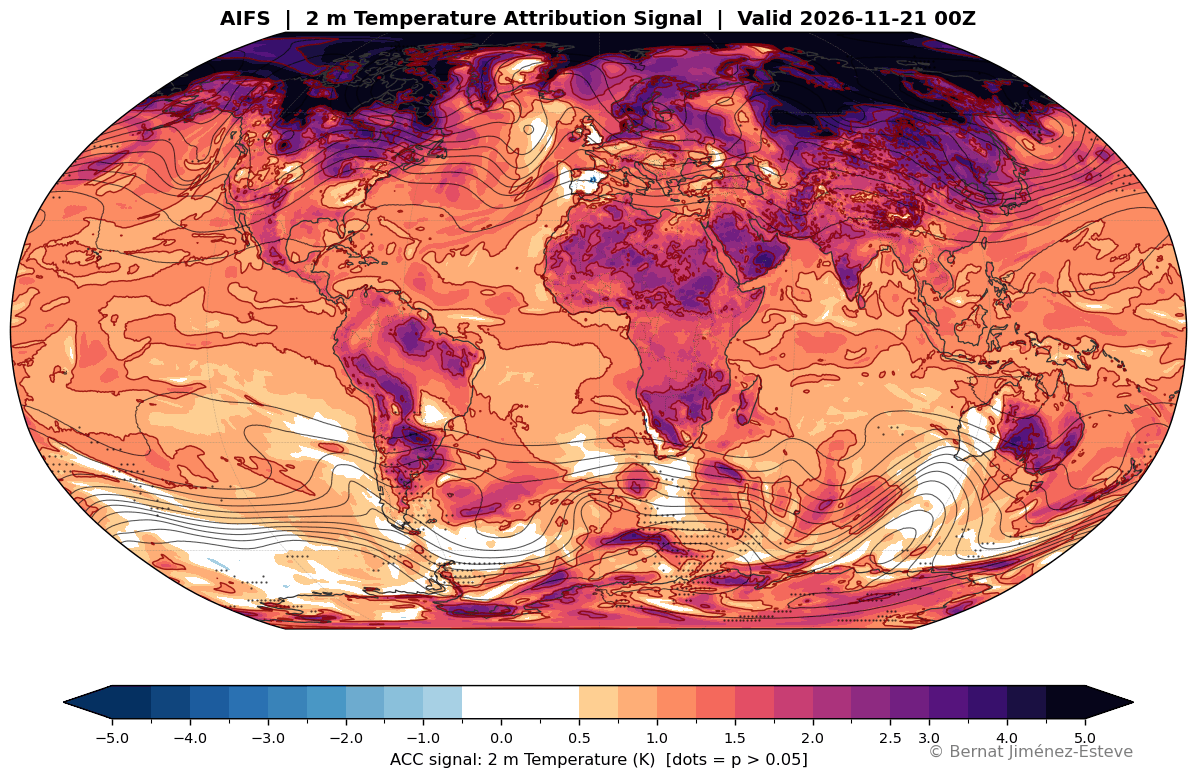 AIFS | 2 m Temperature Attribution Signal | Valid 2026-11-21 00Z
−5.0 −4.0 −3.0 −2.0 −1.0 0.0 0.5 1.0 1.5 2.0 2.5 3.0 4.0 5.0
© Bernat Jiménez-Esteve
ACC signal: 2 m Temperature (K) [dots = p > 0.05]